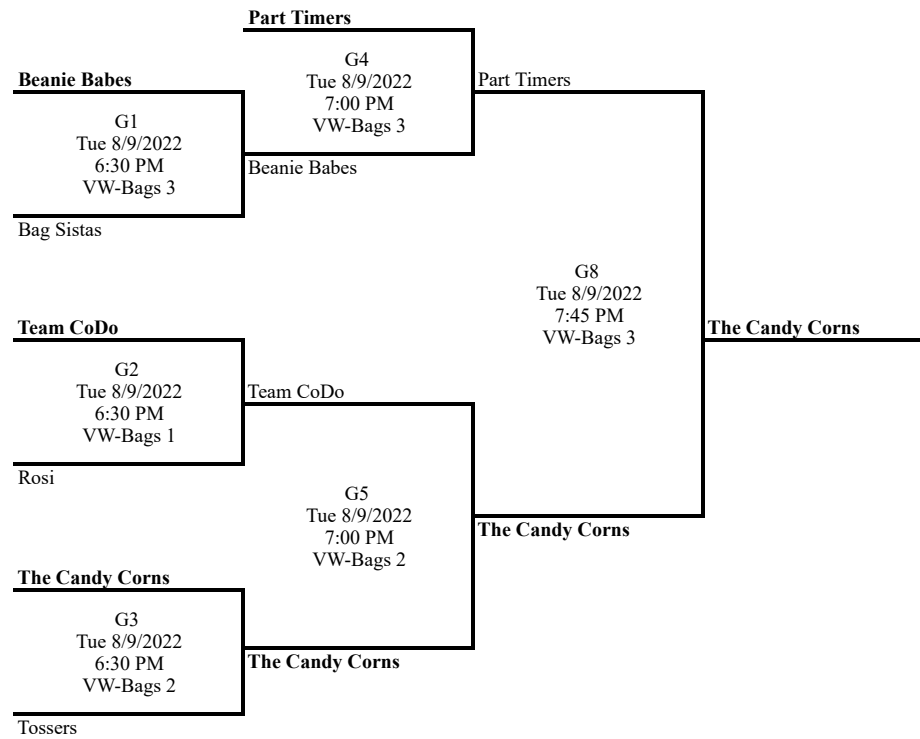 Part Timers
G4
Tue 8/9/2022
7:00 PM
VW-Bags 3
Beanie Babes
Part Timers
G1
Tue 8/9/2022
6:30 PM
VW-Bags 3
Beanie Babes
Bag Sistas
G8
Tue 8/9/2022
7:45 PM
VW-Bags 3
Team CoDo
The Candy Corns
G2
Tue 8/9/2022
6:30 PM
VW-Bags 1
Team CoDo
Rosi
G5
Tue 8/9/2022
7:00 PM
VW-Bags 2
The Candy Corns
The Candy Corns
G3
Tue 8/9/2022
6:30 PM
VW-Bags 2
The Candy Corns
Tossers